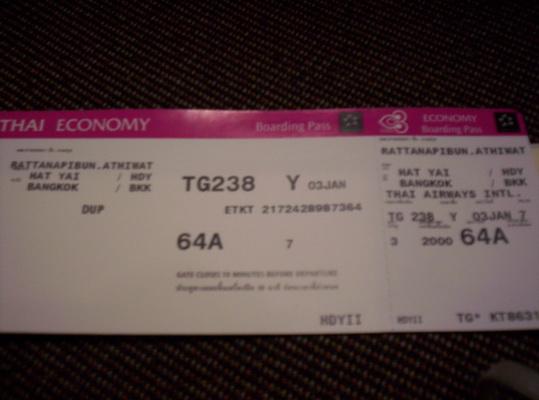 THAI ECONOMY
Boarding Pass
RATTANAPIBUN.ATHIWAT
HAT YAI / HDY
BANGKOK / BKK
TG238 Y 03JAN
DUP
ETKT 2172428987364
64A 7
GATE CLOSES 10 MINUTES BEFORE DEPARTURE
HDYII
ECONOMY
Boarding Pass
RATTANAPIBUN.ATHIWAT
HAT YAI / HDY
BANGKOK / BKK
THAI AIRWAYS INTL.
TG 238 Y 03JAN 7
3 2000 64A
HDYII TG* KT8631